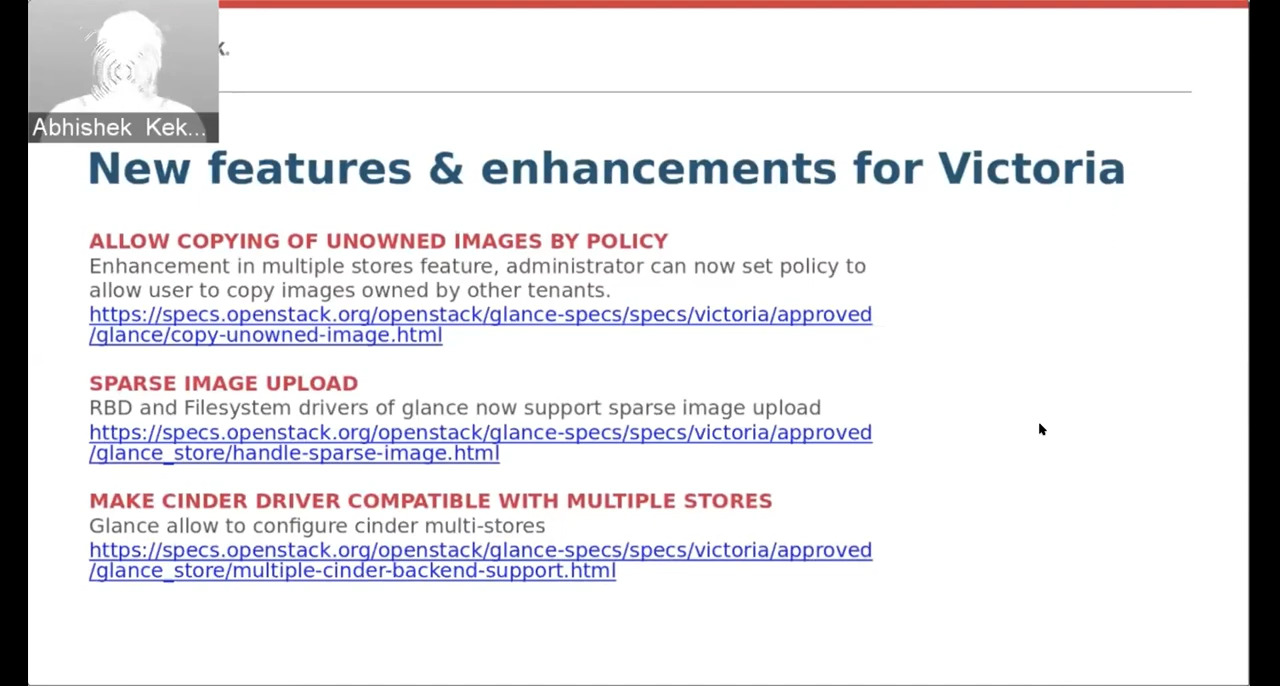 k.
Abhishek Kek...
New features & enhancements for Victoria
ALLOW COPYING OF UNOWNED IMAGES BY POLICY
Enhancement in multiple stores feature, administrator can now set policy to
allow user to copy images owned by other tenants.
https://specs.openstack.org/openstack/glance-specs/specs/victoria/approved
/glance/copy-unowned-image.html
SPARSE IMAGE UPLOAD
RBD and Filesystem drivers of glance now support sparse image upload
https://specs.openstack.org/openstack/glance-specs/specs/victoria/approved
/glance_store/handle-sparse-image.html
MAKE CINDER DRIVER COMPATIBLE WITH MULTIPLE STORES
Glance allow to configure cinder multi-stores
https://specs.openstack.org/openstack/glance-specs/specs/victoria/approved
/glance_store/multiple-cinder-backend-support.html